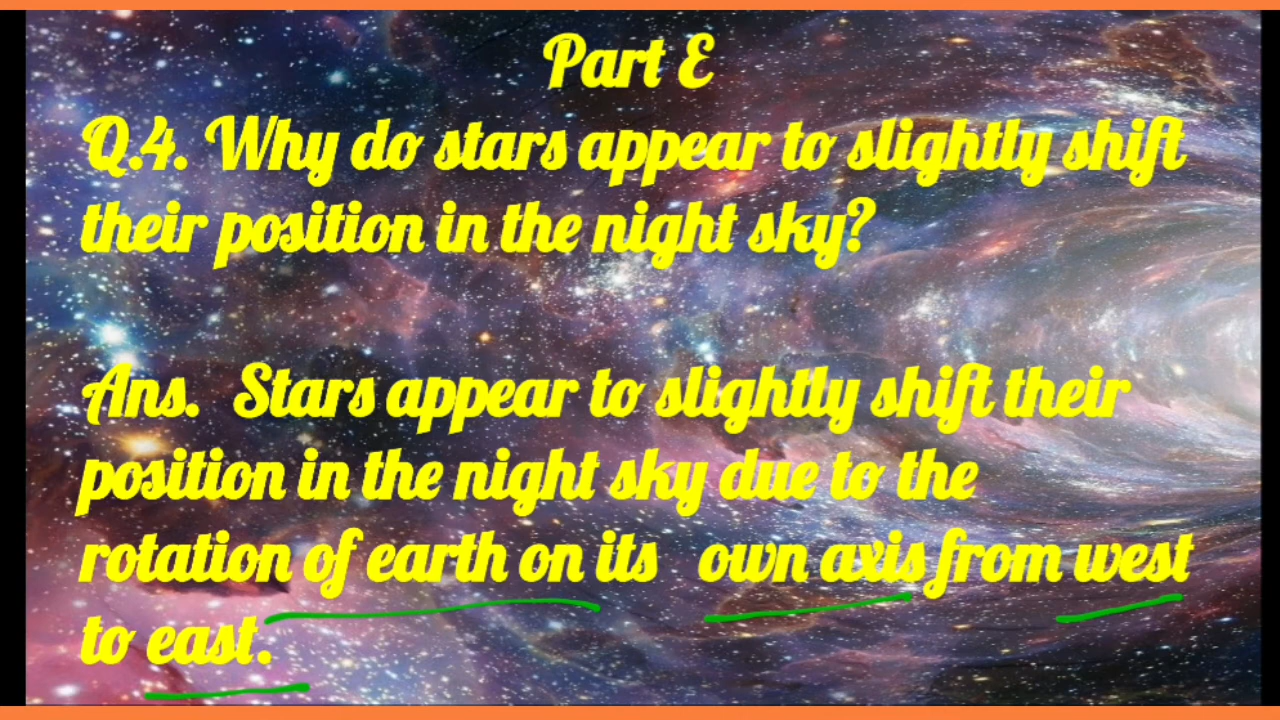 Part E
Q.4. Why do stars appear to slightly shift
their position in the night sky?
Ans. Stars appear to slightly shift their
position in the night sky due to the
rotation of earth on its own axis from west
to east.